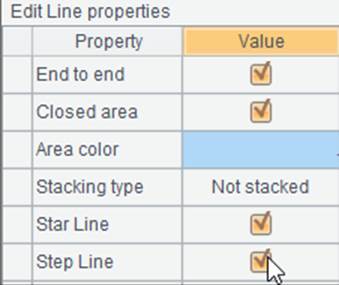 Edit Line properties
Property Value
End to end
Closed area
Area color
Stacking type Not stacked
Star Line
Step Line